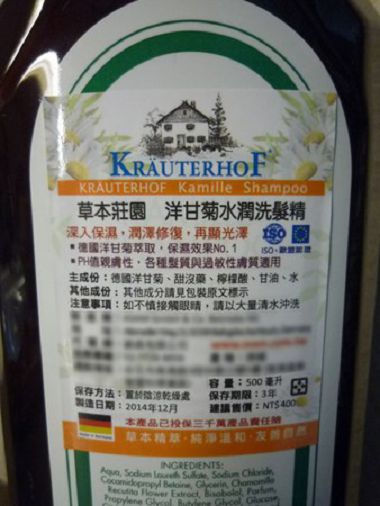 KRÄUTERHOF
KRÄUTERHOF Kamille Shampoo
草本莊園 洋甘菊水潤洗髮精
深入保濕，潤澤修復，再顯光澤
* 德國洋甘菊萃取，保濕效果No.1
* PH值親膚性，各種髮質與過敏性膚質適用
ISO
主成份：德國洋甘菊、甜沒藥、檸檬酸、甘油、水
其他成份：其他成分請見包裝原文標示
注意事項：如不慎接觸眼睛，請以大量清水沖洗
容量：500毫升
保存方法：置於陰涼乾燥處 保存期限：3年
製造日期：2014年12月 建議售價：NT$400
本產品已投保三千萬產品責任險
草本精萃·純淨溫和·友善自然
INGREDIENTS:
Aqua, Sodium Laureth Sulfate, Sodium Chloride,
Cocamidopropyl Betaine, Glycerin, Chamomilla
Recutita Flower Extract, Bisabolol, Parfum,
Propylene Glycol, Butylene Glycol, Glucose